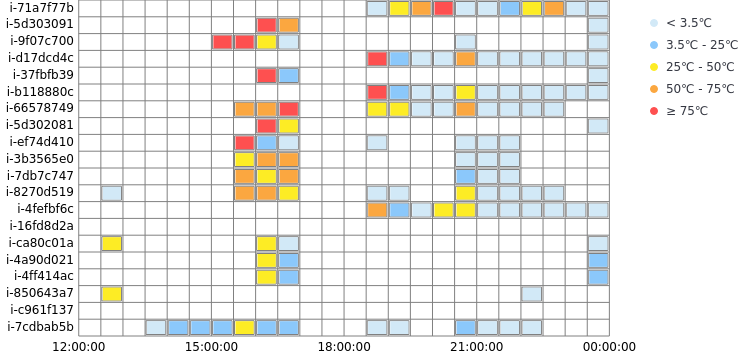 i-71a7f77b
i-5d303091
i-9f07c700
i-d17dcd4c
i-37fbfb39
i-b118880c
i-66578749
i-5d302081
i-ef74d410
i-3b3565e0
i-7db7c747
i-8270d519
i-4fefbf6c
i-16fd8d2a
i-ca80c01a
i-4a90d021
i-4ff414ac
i-850643a7
i-c961f137
i-7cdbab5b
12:00:00 15:00:00 18:00:00 21:00:00 00:00:00
< 3.5℃
3.5℃ - 25℃
25℃ - 50℃
50℃ - 75℃
≥ 75℃